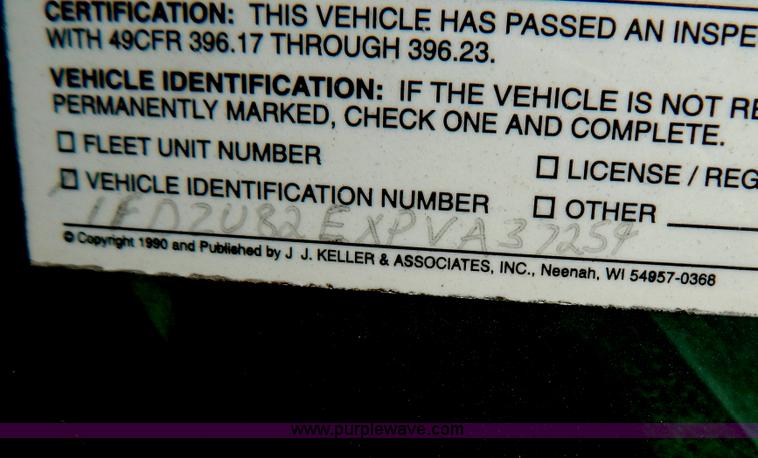 CERTIFICATION: THIS VEHICLE HAS PASSED AN INSPE
WITH 49CFR 396.17 THROUGH 396.23.
VEHICLE IDENTIFICATION: IF THE VEHICLE IS NOT RE
PERMANENTLY MARKED, CHECK ONE AND COMPLETE.
☐ FLEET UNIT NUMBER
☐ LICENSE / REG
☐ VEHICLE IDENTIFICATION NUMBER
☐ OTHER
© Copyright 1990 and Published by J. J. KELLER & ASSOCIATES, INC., Neenah, WI 54957-0368
www.purplewave.com